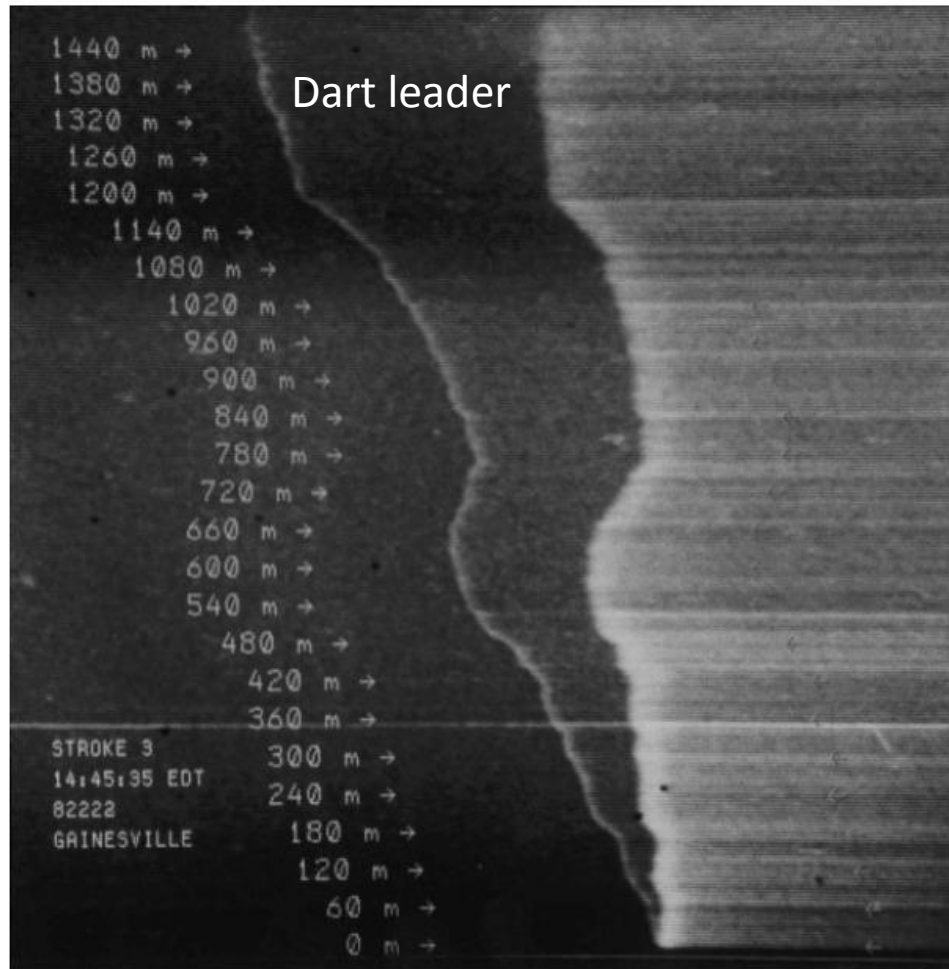 1440 m →
Dart leader
1380 m →
1320 m →
1260 m →
1200 m →
1140 m →
1080 m →
1020 m →
960 m →
900 m →
840 m →
780 m →
720 m →
660 m →
600 m →
540 m →
480 m →
420 m →
360 m →
STROKE 3
300 m →
14:45:35 EDT
240 m →
82222
GAINESVILLE
180 m →
120 m →
60 m →
0 m →